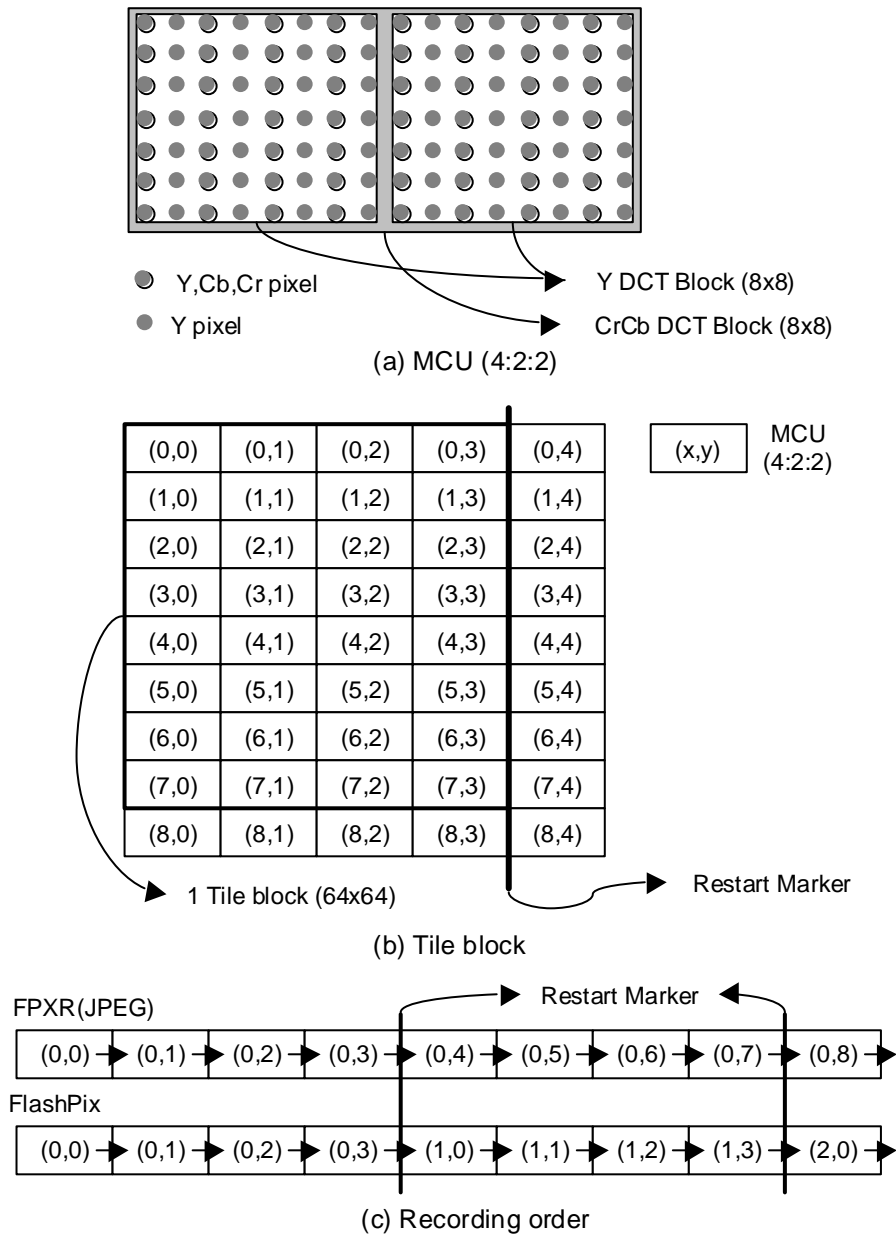 Y,Cb,Cr pixel
Y DCT Block (8x8)
Y pixel
CrCb DCT Block (8x8)
(a) MCU (4:2:2)
(0,0) (0,1) (0,2) (0,3) (0,4)
(x,y)
MCU
(4:2:2)
(1,0) (1,1) (1,2) (1,3) (1,4)
(2,0) (2,1) (2,2) (2,3) (2,4)
(3,0) (3,1) (3,2) (3,3) (3,4)
(4,0) (4,1) (4,2) (4,3) (4,4)
(5,0) (5,1) (5,2) (5,3) (5,4)
(6,0) (6,1) (6,2) (6,3) (6,4)
(7,0) (7,1) (7,2) (7,3) (7,4)
(8,0) (8,1) (8,2) (8,3) (8,4)
1 Tile block (64x64)
Restart Marker
(b) Tile block
Restart Marker
FPXR(JPEG)
(0,0) (0,1) (0,2) (0,3) (0,4) (0,5) (0,6) (0,7) (0,8)
FlashPix
(0,0) (0,1) (0,2) (0,3) (1,0) (1,1) (1,2) (1,3) (2,0)
(c) Recording order